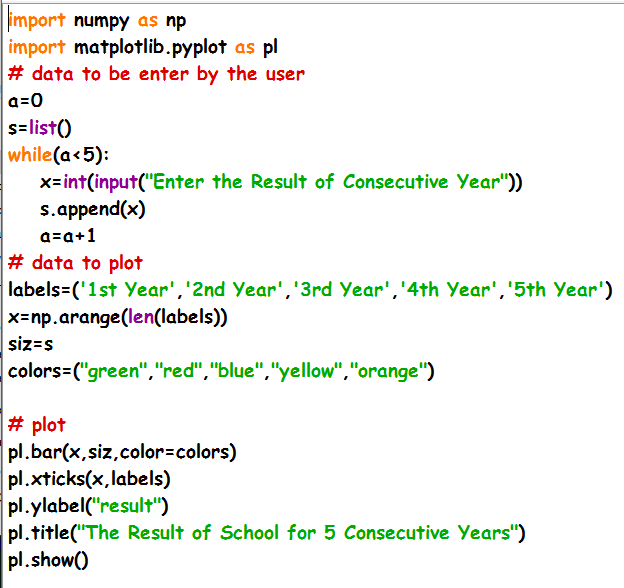 import numpy as np
import matplotlib.pyplot as pl
# data to be enter by the user
a=0
s=list()
while(a<5):
    x=int(input("Enter the Result of Consecutive Year"))
    s.append(x)
    a=a+1
# data to plot
labels=('1st Year','2nd Year','3rd Year','4th Year','5th Year')
x=np.arange(len(labels))
siz=s
colors=("green","red","blue","yellow","orange")
# plot
pl.bar(x,siz,color=colors)
pl.xticks(x,labels)
pl.ylabel("result")
pl.title("The Result of School for 5 Consecutive Years")
pl.show()